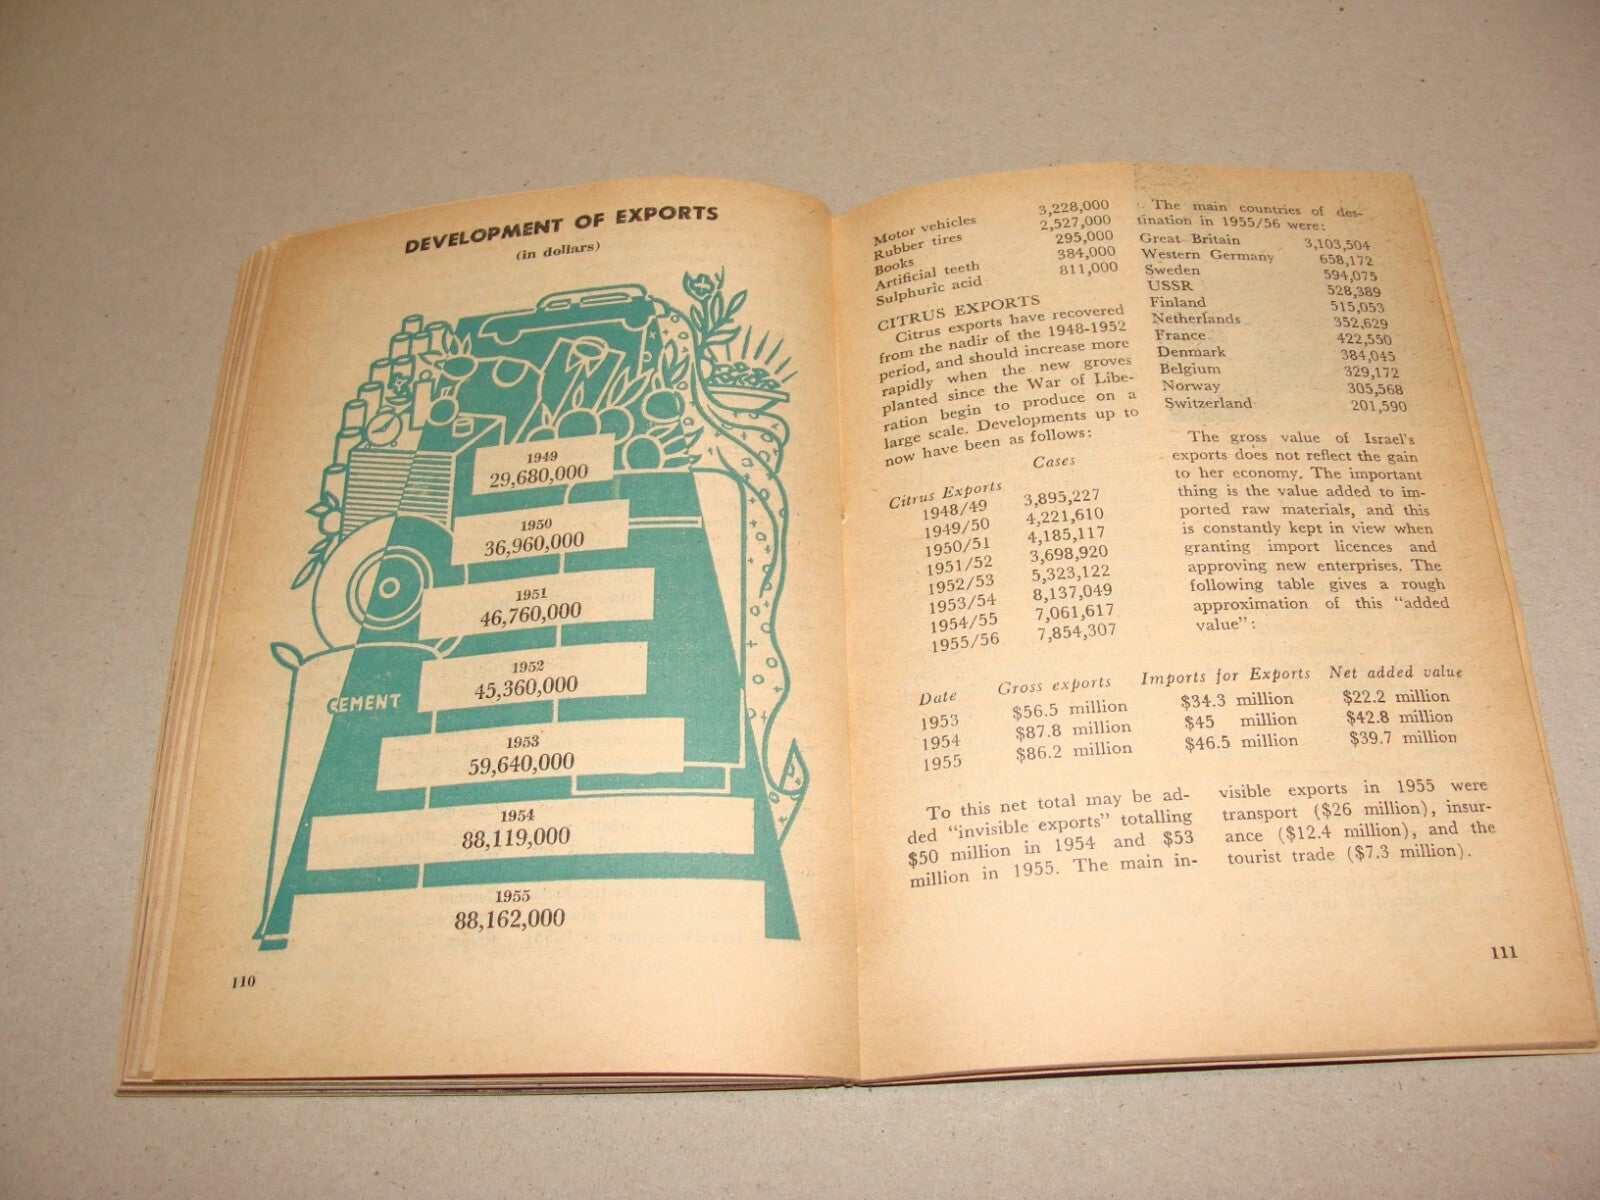 DEVELOPMENT OF EXPORTS
(in dollars)
1949
29,680,000
1950
36,960,000
1951
46,760,000
1952
45,360,000
CEMENT
1953
59,640,000
1954
88,119,000
1955
88,162,000
110
Motor vehicles 3,228,000
Rubber tires 2,527,000
Books 295,000
Artificial teeth 384,000
Sulphuric acid 811,000
CITRUS EXPORTS
Citrus exports have recovered
from the nadir of the 1948-1952
period, and should increase more
rapidly when the new groves
planted since the War of Libe-
ration begin to produce on a
large scale. Developments up to
now have been as follows:
Cases
Citrus Exports
1948/49 3,895,227
1949/50 4,221,610
1950/51 4,185,117
1951/52 3,698,920
1952/53 5,323,122
1953/54 8,137,049
1954/55 7,061,617
1955/56 7,854,307
The main countries of des-
tination in 1955/56 were:
Great Britain 3,103,504
Western Germany 658,172
Sweden 594,075
USSR 528,389
Finland 515,053
Netherlands 352,629
France 422,550
Denmark 384,045
Belgium 329,172
Norway 305,568
Switzerland 201,590
The gross value of Israel's
exports does not reflect the gain
to her economy. The important
thing is the value added to im-
ported raw materials, and this
is constantly kept in view when
granting import licences and
approving new enterprises. The
following table gives a rough
approximation of this "added
value":
Date Gross exports Imports for Exports Net added value
1953 $56.5 million $34.3 million $22.2 million
1954 $87.8 million $45 million $42.8 million
1955 $86.2 million $46.5 million $39.7 million
To this net total may be ad-
ded "invisible exports" totalling
$50 million in 1954 and $53
million in 1955. The main in-
visible exports in 1955 were
transport ($26 million), insur-
ance ($12.4 million), and the
tourist trade ($7.3 million).
111